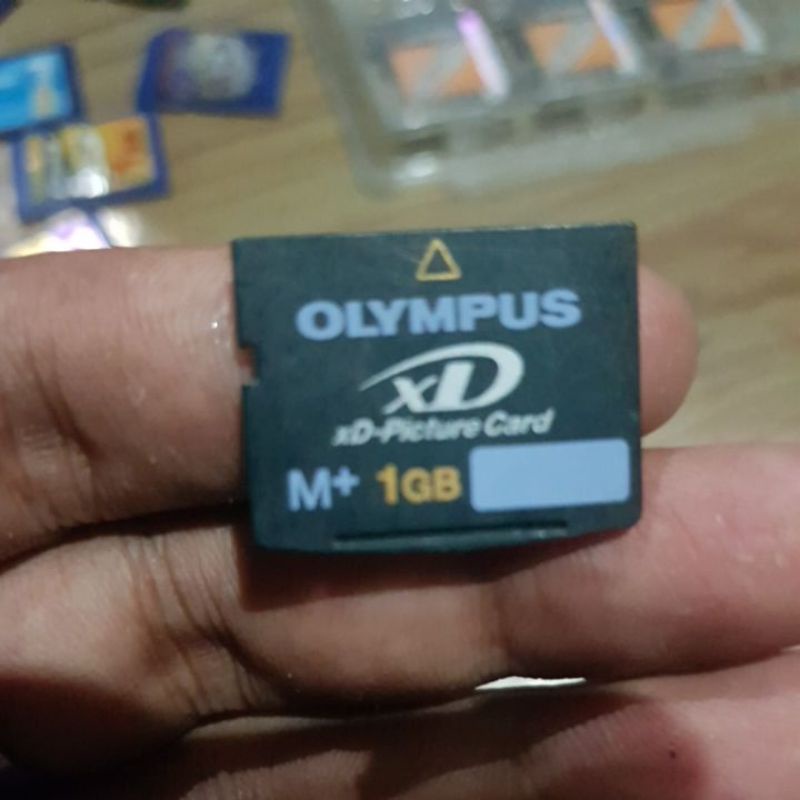 OLYMPUS
xD
xD-Picture Card
M+ 1GB